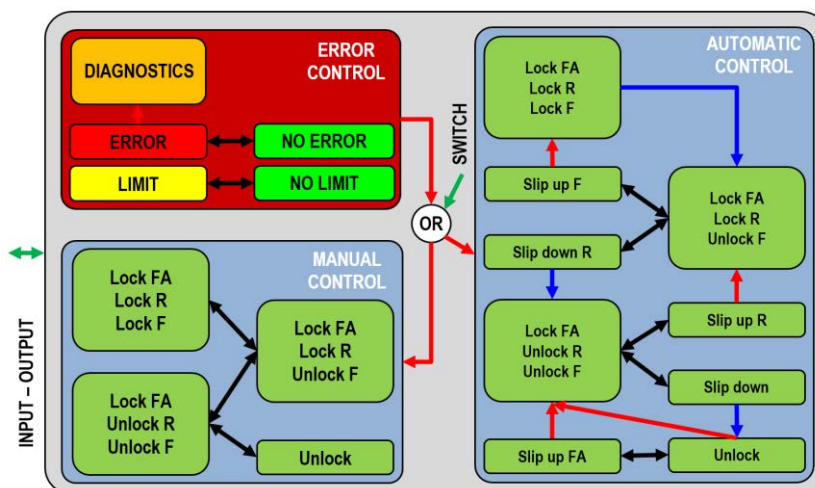 ERROR
CONTROL
DIAGNOSTICS
ERROR
NO ERROR
LIMIT
NO LIMIT
SWITCH
OR
INPUT – OUTPUT
MANUAL
CONTROL
Lock FA
Lock R
Lock F
Lock FA
Lock R
Unlock F
Lock FA
Unlock R
Unlock F
Unlock
AUTOMATIC
CONTROL
Lock FA
Lock R
Lock F
Slip up F
Lock FA
Lock R
Unlock F
Slip down R
Lock FA
Unlock R
Unlock F
Slip up R
Slip down
Slip up FA
Unlock